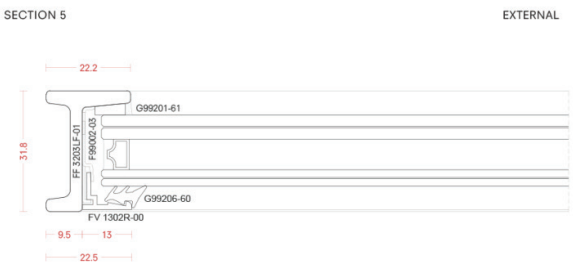 SECTION 5
EXTERNAL
22.2
G99201-61
31.8
FF 3203LF-01
F99002-03
G99206-60
FV 1302R-00
9.5
13
22.5